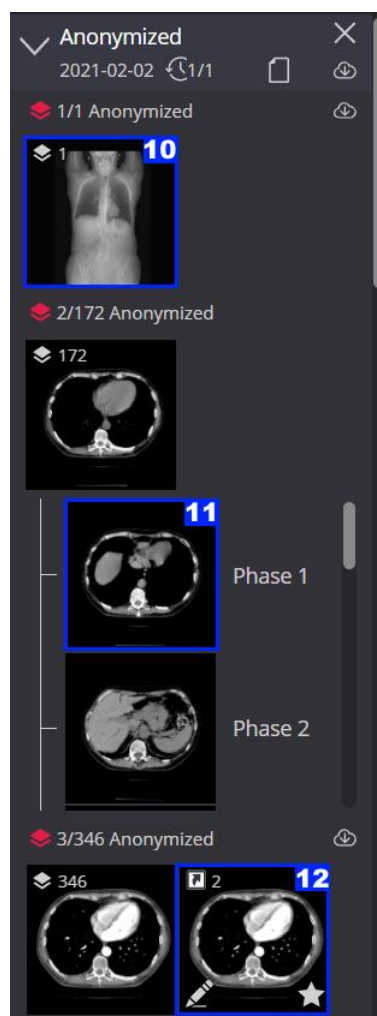 Anonymized
2021-02-02 1/1
1/1 Anonymized
1 10
2/172 Anonymized
172
11
Phase 1
Phase 2
3/346 Anonymized
346 2 12